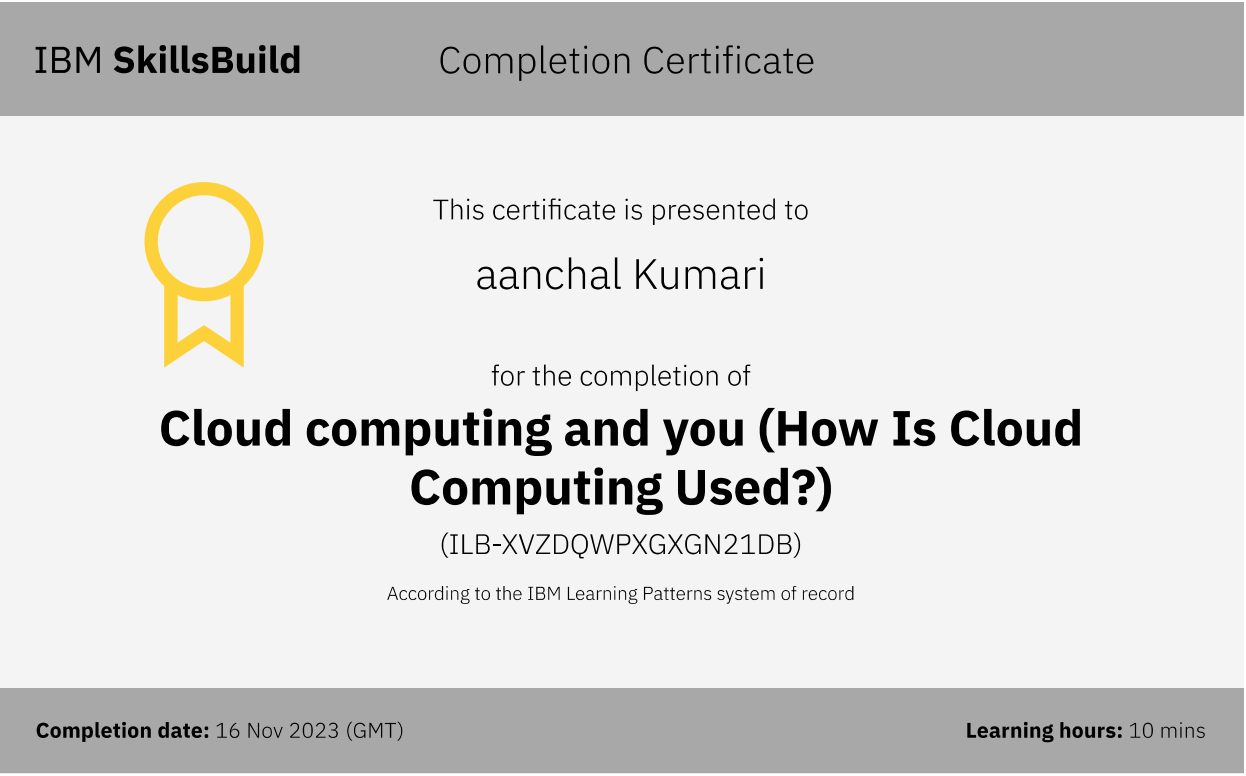 IBM SkillsBuild Completion Certificate
This certificate is presented to
aanchal Kumari
for the completion of
Cloud computing and you (How Is Cloud
Computing Used?)
(ILB-XVZDQWPXGXGN21DB)
According to the IBM Learning Patterns system of record
Completion date: 16 Nov 2023 (GMT) Learning hours: 10 mins